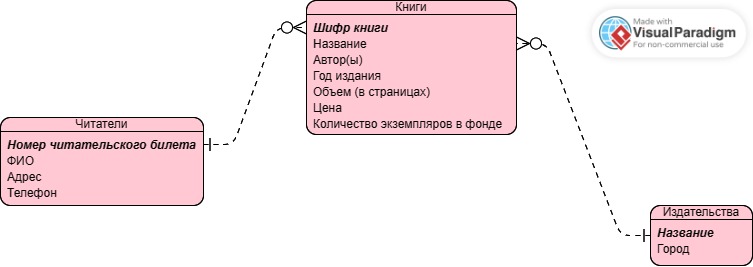 Книги
Шифр книги
Название
Автор(ы)
Год издания
Объем (в страницах)
Цена
Количество экземпляров в фонде
Made with
Visual Paradigm
For non-commercial use
Читатели
Номер читательского билета
ФИО
Адрес
Телефон
Издательства
Название
Город